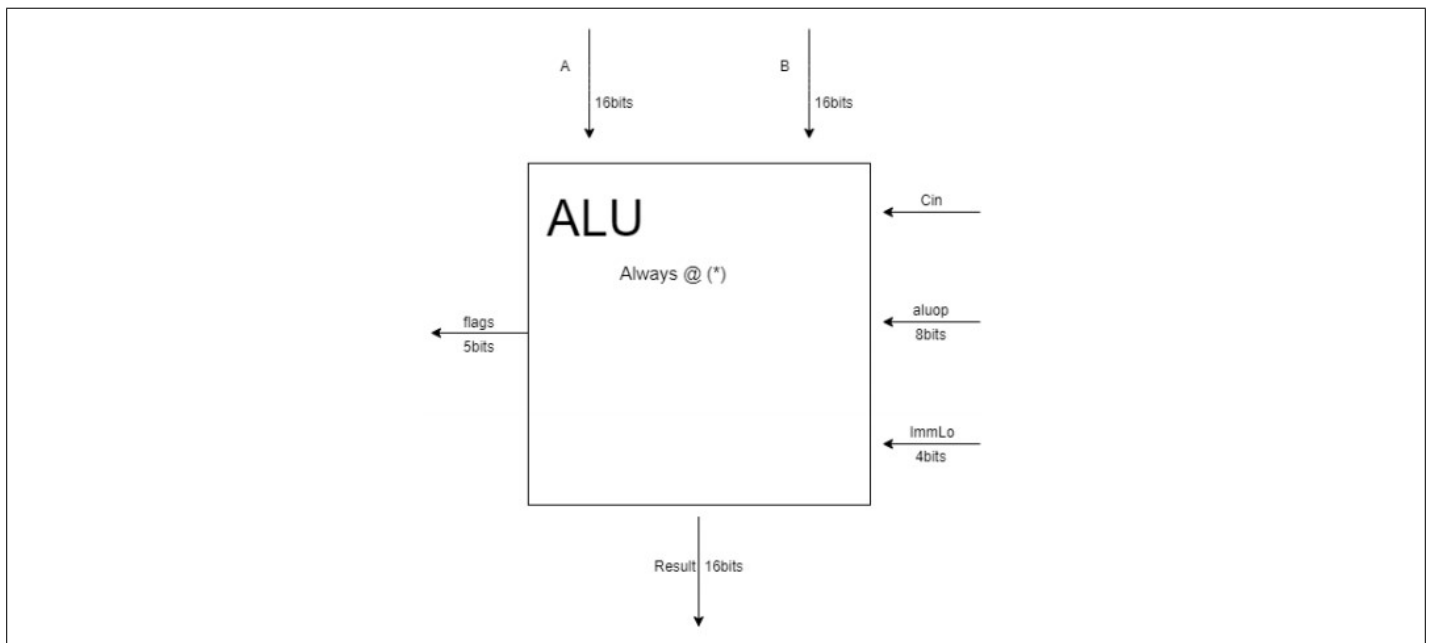 A
B
16bits
16bits
Cin
ALU
Always @ (*)
aluop
8bits
flags
5bits
ImmLo
4bits
Result 16bits